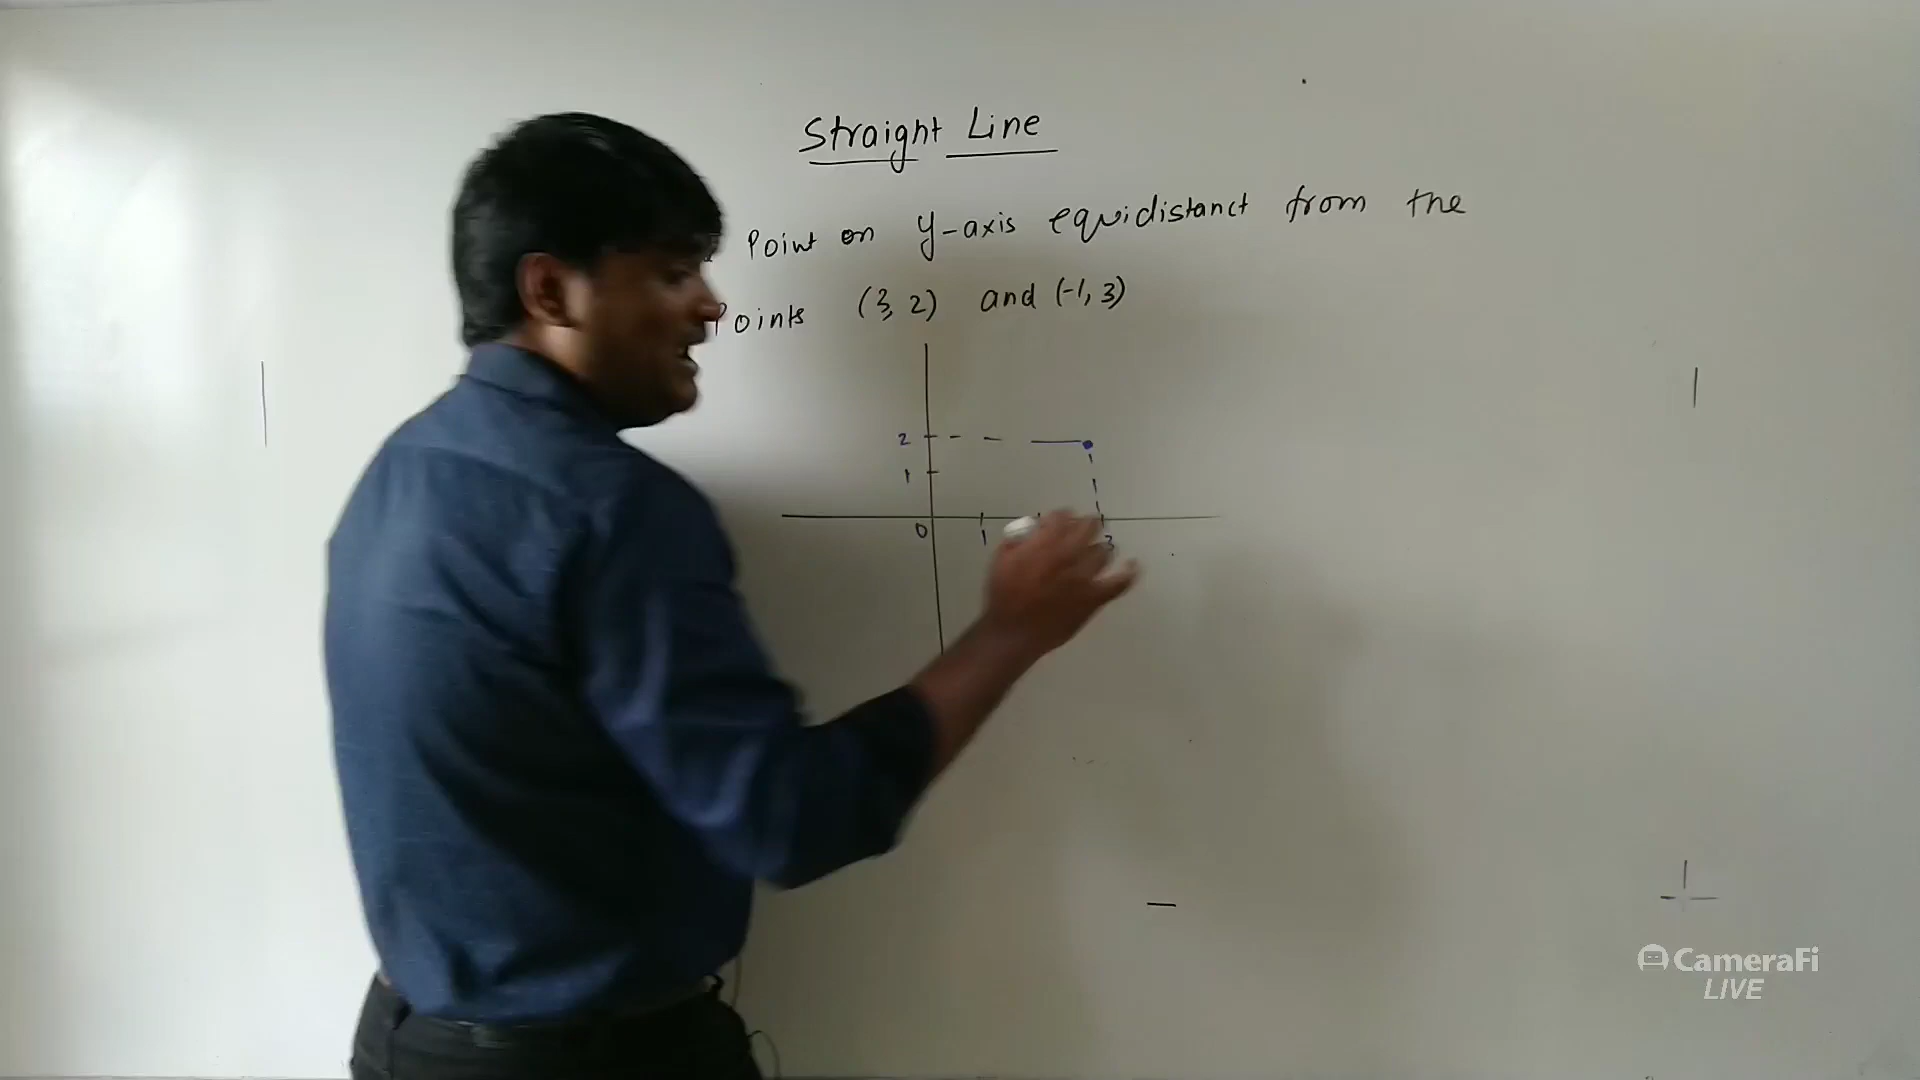 Straight Line
Point on y-axis equidistanct from the
Points (3, 2) and (-1, 3)
2
1
0
1
3
CameraFi
LIVE